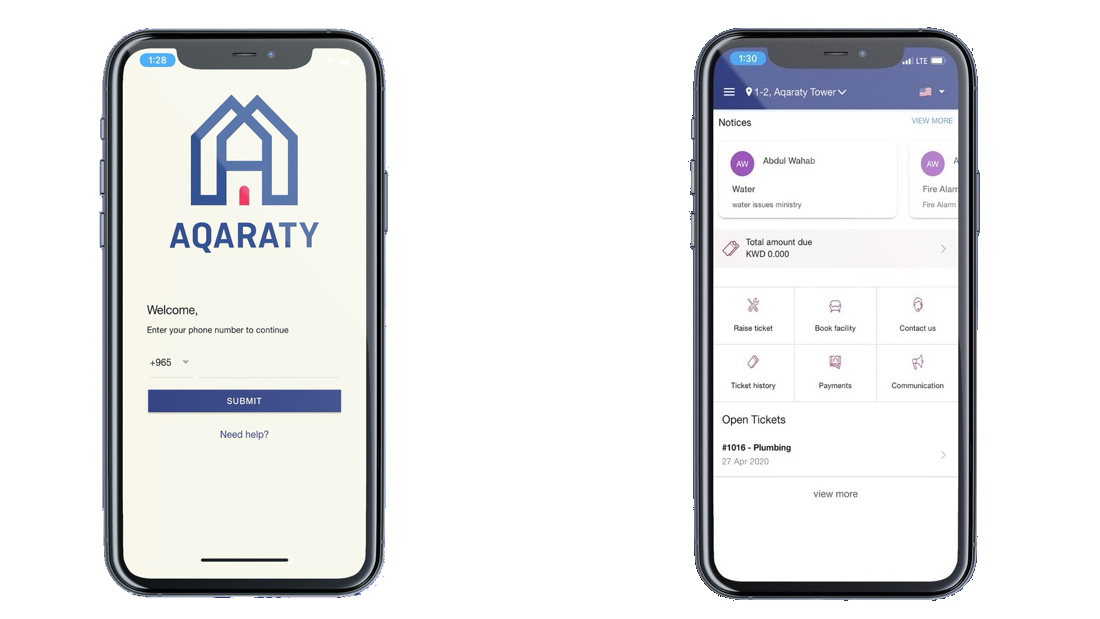 1:28
AQARATY
Welcome,
Enter your phone number to continue
+965
SUBMIT
Need help?
1:30
LTE
1-2, Aqaraty Tower
Notices
VIEW MORE
AW
Abdul Wahab
Water
water issues ministry
AW
A
Fire Alarm
Fire Alarm
Total amount due
KWD 0.000
Raise ticket
Book facility
Contact us
Ticket history
Payments
Communication
Open Tickets
#1016 - Plumbing
27 Apr 2020
view more